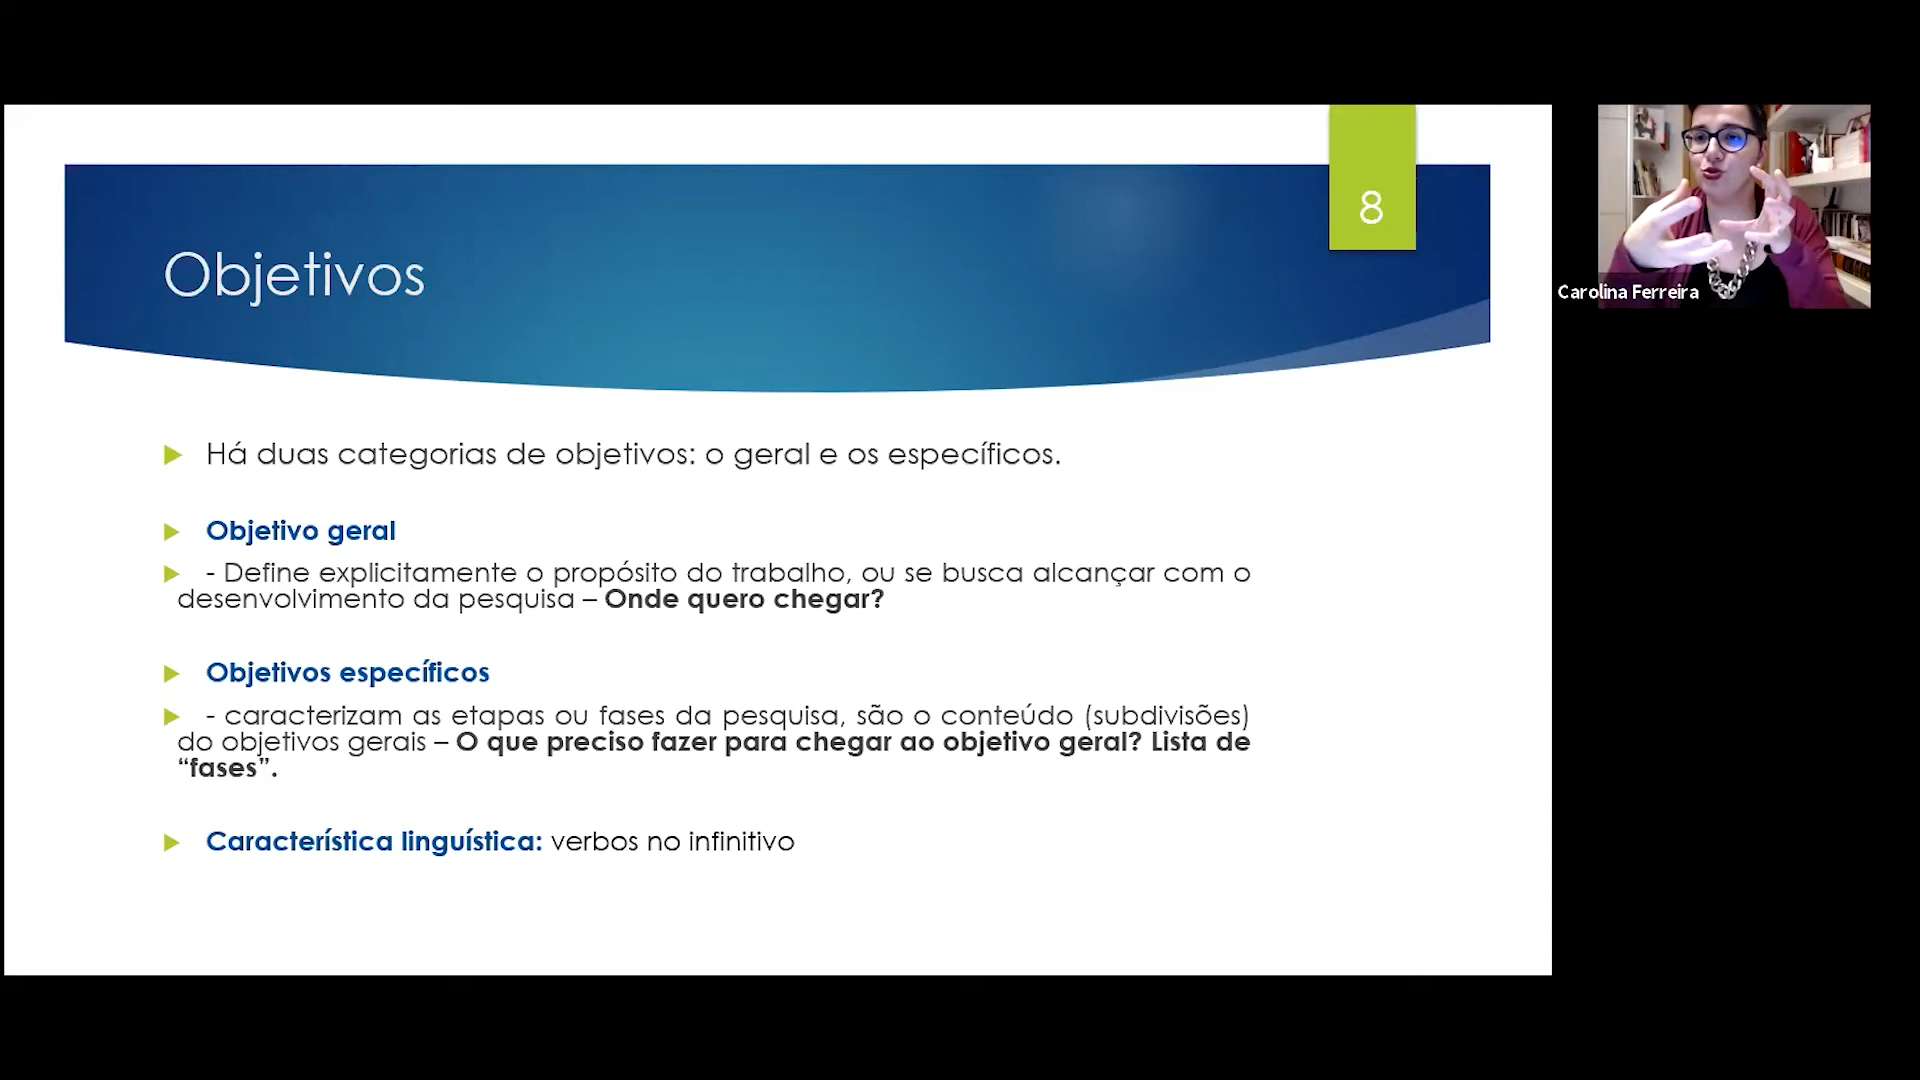 8
Objetivos
Carolina Ferreira
Há duas categorias de objetivos: o geral e os específicos.
Objetivo geral
- Define explicitamente o propósito do trabalho, ou se busca alcançar com o
desenvolvimento da pesquisa – Onde quero chegar?
Objetivos específicos
- caracterizam as etapas ou fases da pesquisa, são o conteúdo (subdivisões)
do objetivos gerais – O que preciso fazer para chegar ao objetivo geral? Lista de
“fases”.
Característica linguística: verbos no infinitivo